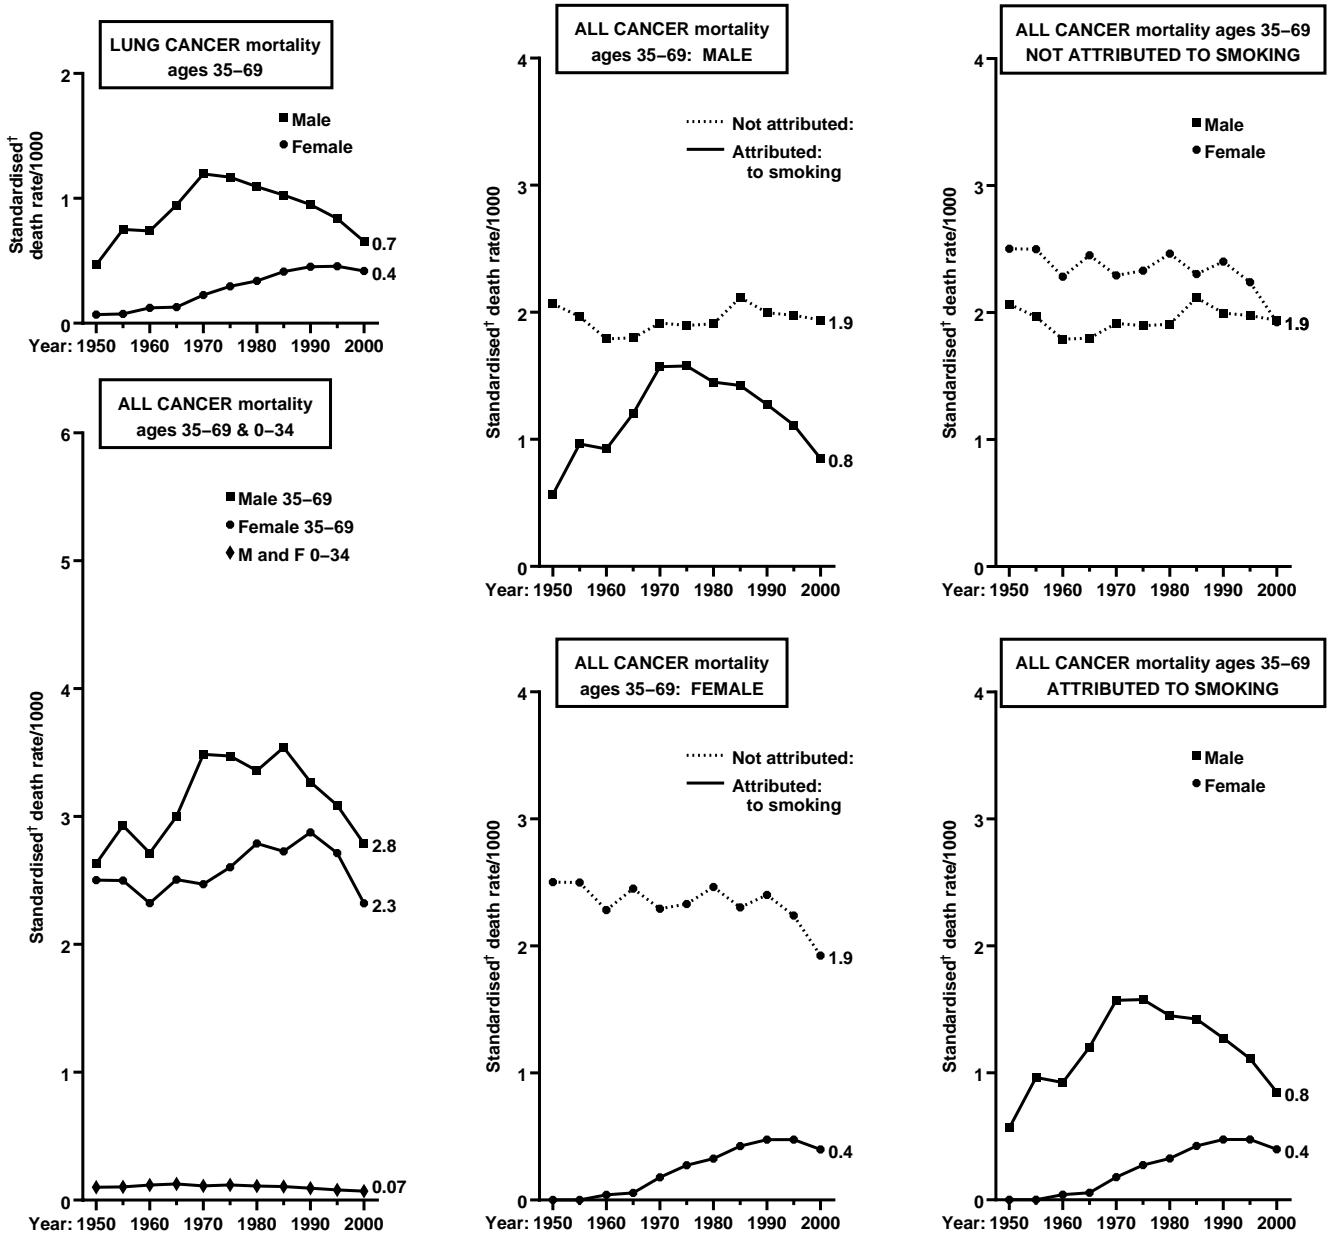 LUNG CANCER mortality
ages 35–69
2
1
0
Standardised†
death rate/1000
Male
Female
0.7
0.4
Year: 1950 1960 1970 1980 1990 2000
ALL CANCER mortality
ages 35–69 & 0–34
6
5
4
3
2
1
0
Standardised† death rate/1000
Male 35–69
Female 35–69
M and F 0–34
2.8
2.3
0.07
Year: 1950 1960 1970 1980 1990 2000
ALL CANCER mortality
ages 35–69: MALE
4
3
2
1
0
Standardised† death rate/1000
Not attributed:
Attributed:
to smoking
1.9
0.8
Year: 1950 1960 1970 1980 1990 2000
ALL CANCER mortality
ages 35–69: FEMALE
4
3
2
1
0
Standardised† death rate/1000
Not attributed:
Attributed:
to smoking
1.9
0.4
Year: 1950 1960 1970 1980 1990 2000
ALL CANCER mortality ages 35–69
NOT ATTRIBUTED TO SMOKING
4
3
2
1
0
Standardised† death rate/1000
Male
Female
1.9
Year: 1950 1960 1970 1980 1990 2000
ALL CANCER mortality ages 35–69
ATTRIBUTED TO SMOKING
4
3
2
1
0
Standardised† death rate/1000
Male
Female
0.8
0.4
Year: 1950 1960 1970 1980 1990 2000